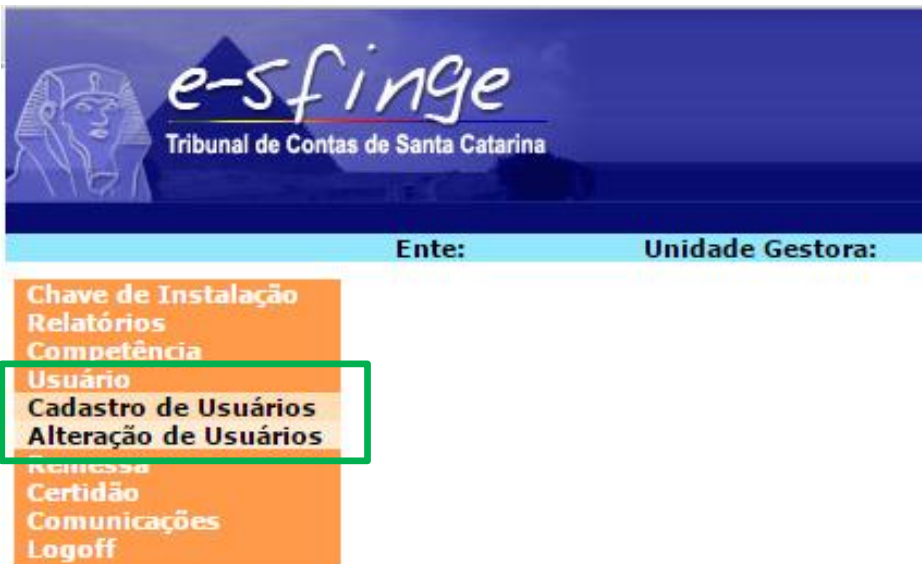 e-sfinge
Tribunal de Contas de Santa Catarina
Ente: Unidade Gestora:
Chave de Instalação
Relatórios
Competência
Usuário
Cadastro de Usuários
Alteração de Usuários
Remessa
Certidão
Comunicações
Logoff